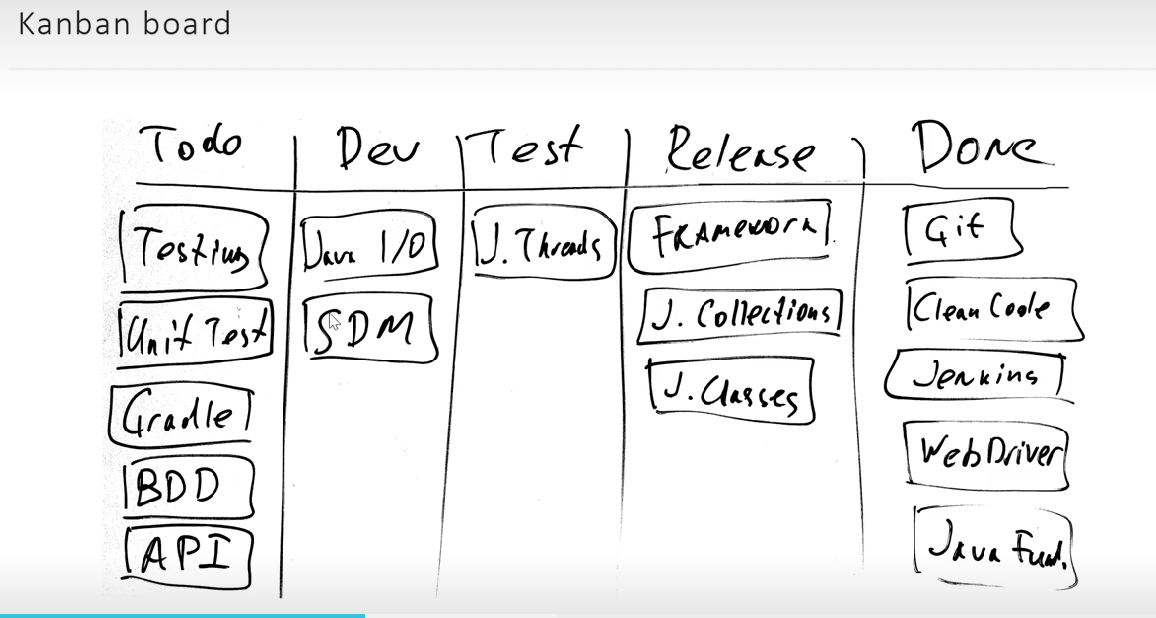 Kanban board
Todo Dev Test Release Done
Testing Java I/O J. Threads Framework Git
Unit Test SDM J. Collections Clean Code
Gradle J. Classes Jenkins
BDD WebDriver
API Java Fund.